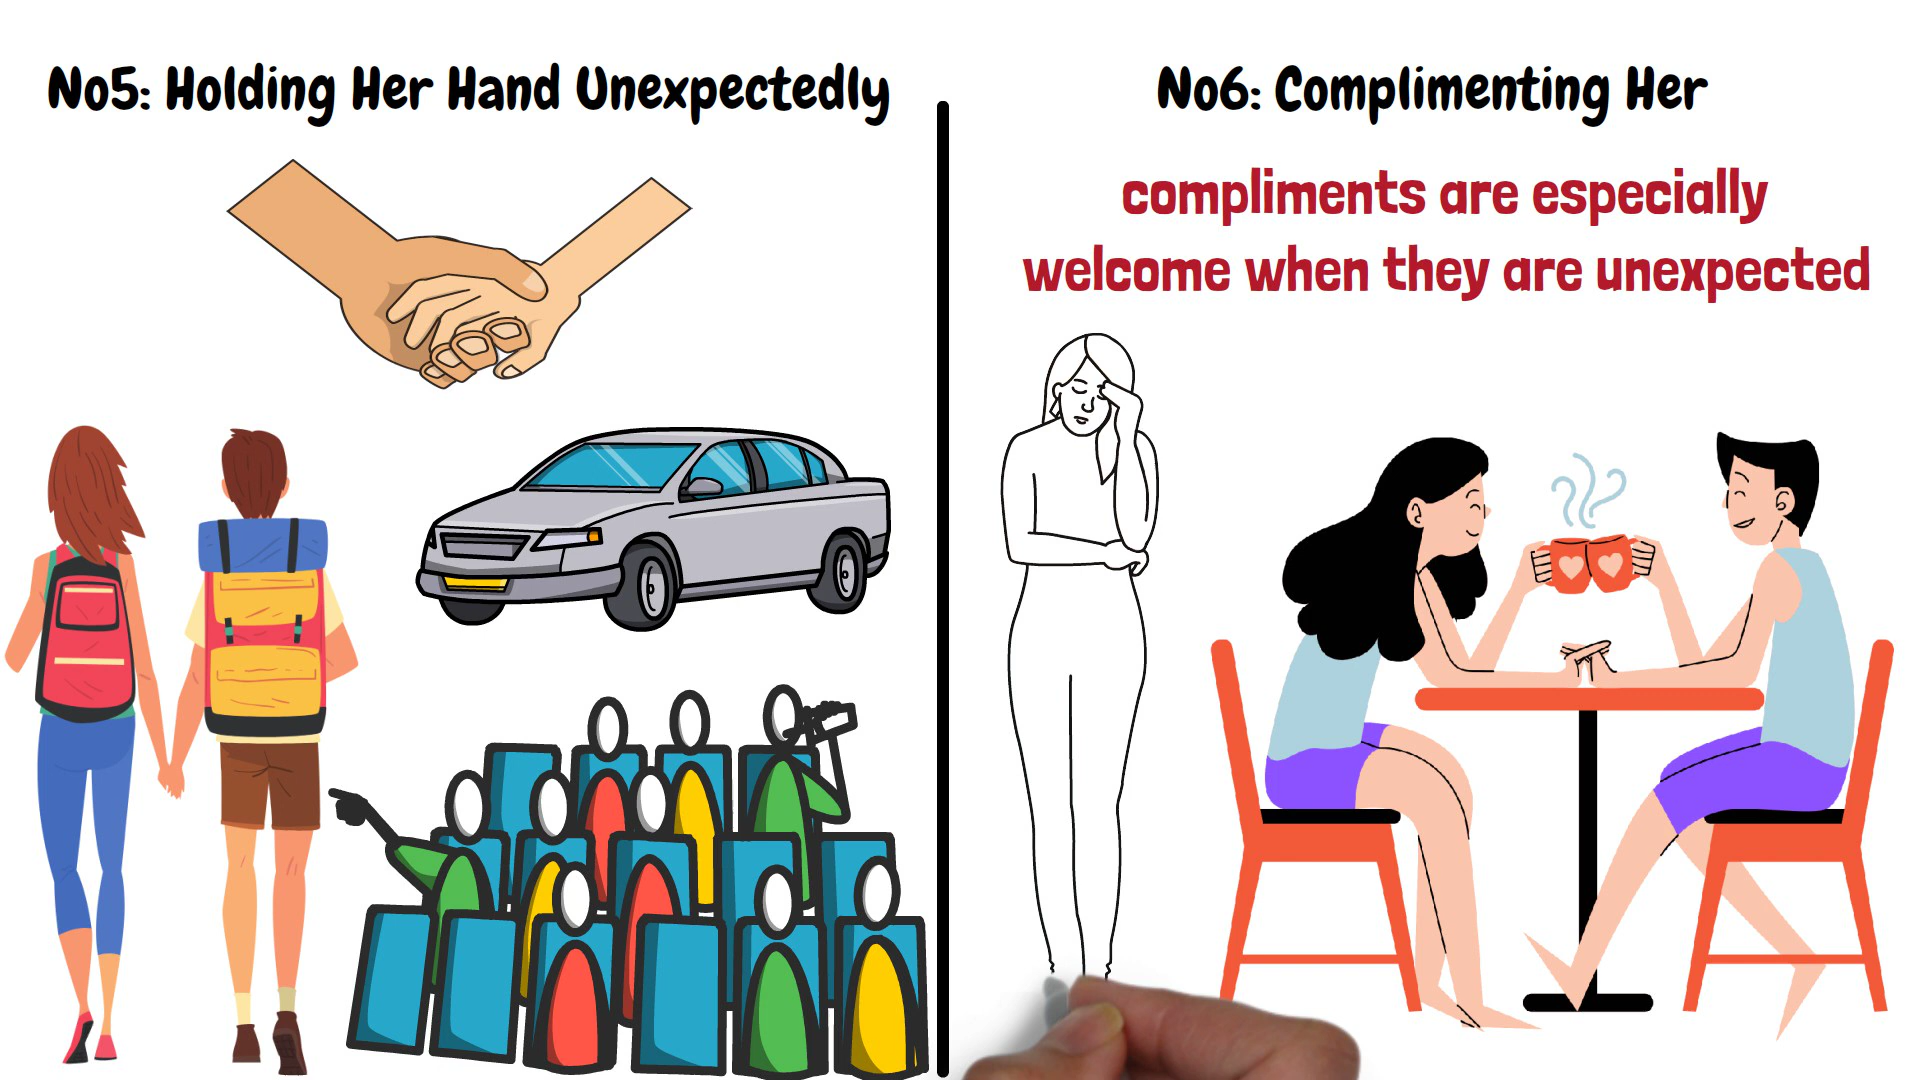 No5: Holding Her Hand Unexpectedly
No6: Complimenting Her
compliments are especially
welcome when they are unexpected